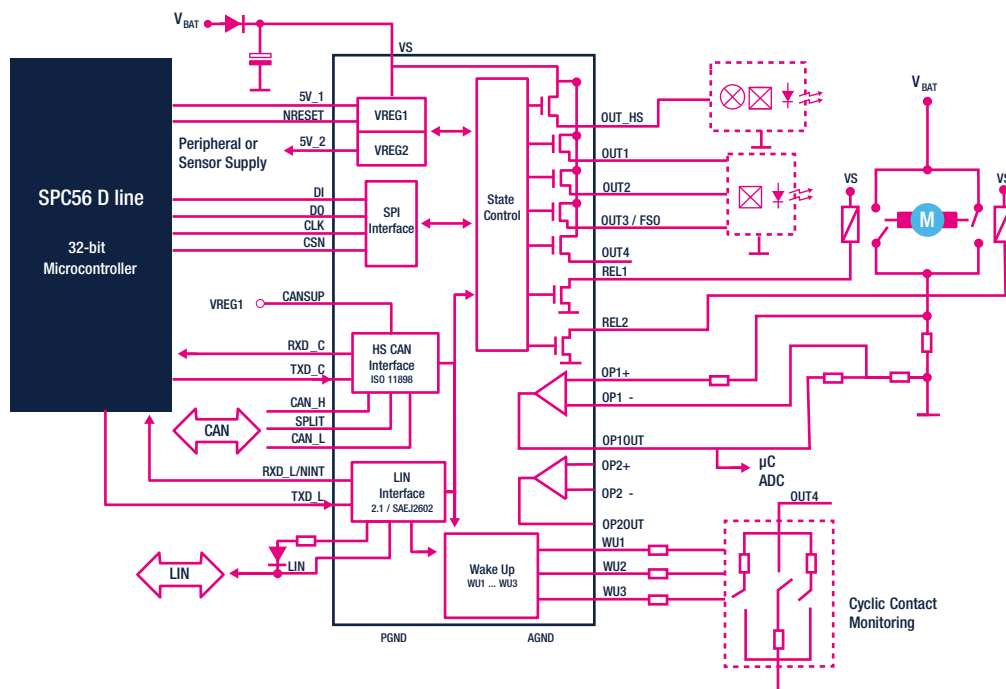 V BAT
VS
SPC56 D line
32-bit
Microcontroller
5V_1
NRESET
5V_2
Peripheral or
Sensor Supply
VREG1
VREG2
DI
DO
CLK
CSN
SPI
Interface
State
Control
OUT_HS
OUT1
OUT2
OUT3 / FSO
OUT4
REL1
REL2
V BAT
VS
M
VS
VREG1
CANSUP
RXD_C
TXD_C
HS CAN
Interface
ISO 11898
CAN_H
SPLIT
CAN_L
CAN
RXD_L/NINT
TXD_L
LIN
Interface
2.1 / SAEJ2602
LIN
LIN
OP1+
OP1 -
OP1OUT
µC
ADC
OP2+
OP2 -
OP2OUT
Wake Up
WU1 ... WU3
WU1
WU2
WU3
OUT4
Cyclic Contact
Monitoring
PGND
AGND